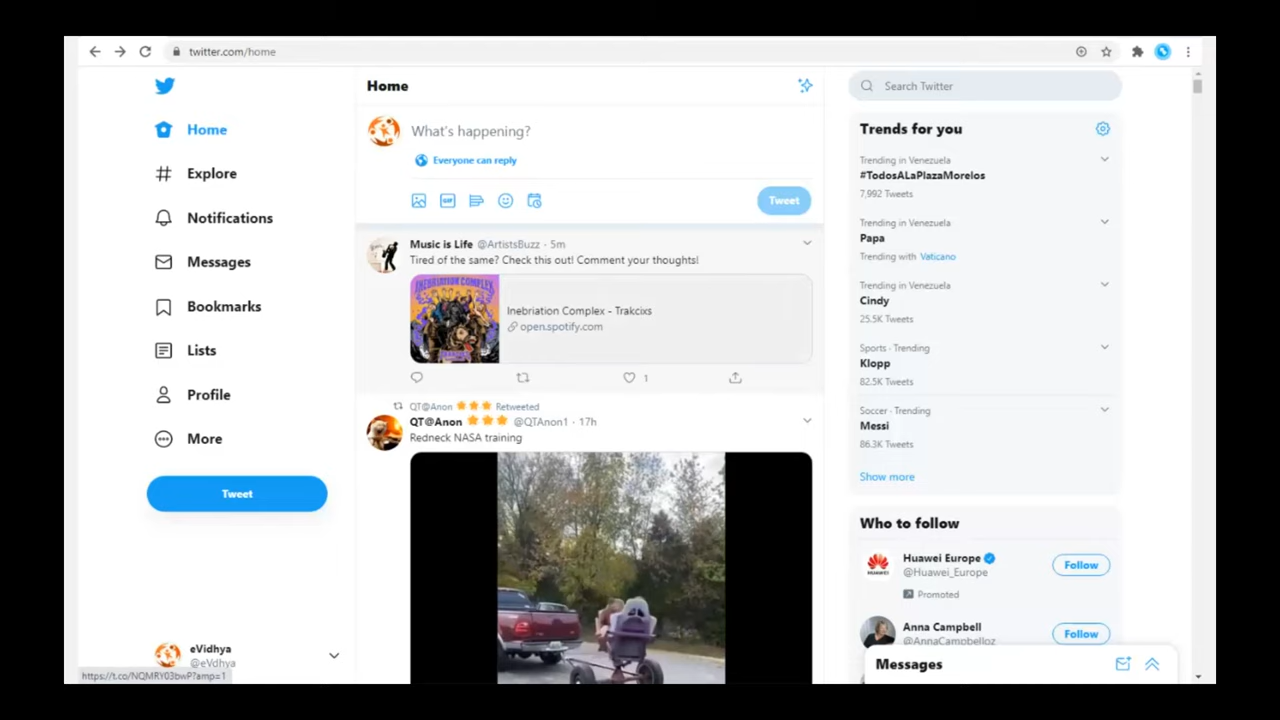 twitter.com/home
Home
Explore
Notifications
Messages
Bookmarks
Lists
Profile
More
Tweet
eVidhya
@eVdhya
https://t.co/NQMRY03bwP?amp=1
Home
What's happening?
Everyone can reply
GIF
Tweet
Music is Life @ArtistsBuzz · 5m
Tired of the same? Check this out! Comment your thoughts!
INEBRIATION COMPLEX
Inebriation Complex - Trakcixs
open.spotify.com
1
QT@Anon Retweeted
QT@Anon @QTAnon1 · 17h
Redneck NASA training
Search Twitter
Trends for you
Trending in Venezuela
#TodosALaPlazaMorelos
7,992 Tweets
Trending in Venezuela
Papa
Trending with Vaticano
Trending in Venezuela
Cindy
25.5K Tweets
Sports · Trending
Klopp
82.5K Tweets
Soccer · Trending
Messi
86.3K Tweets
Show more
Who to follow
Huawei Europe
@Huawei_Europe
Follow
Promoted
Anna Campbell
@AnnaCampbelloz
Follow
Messages